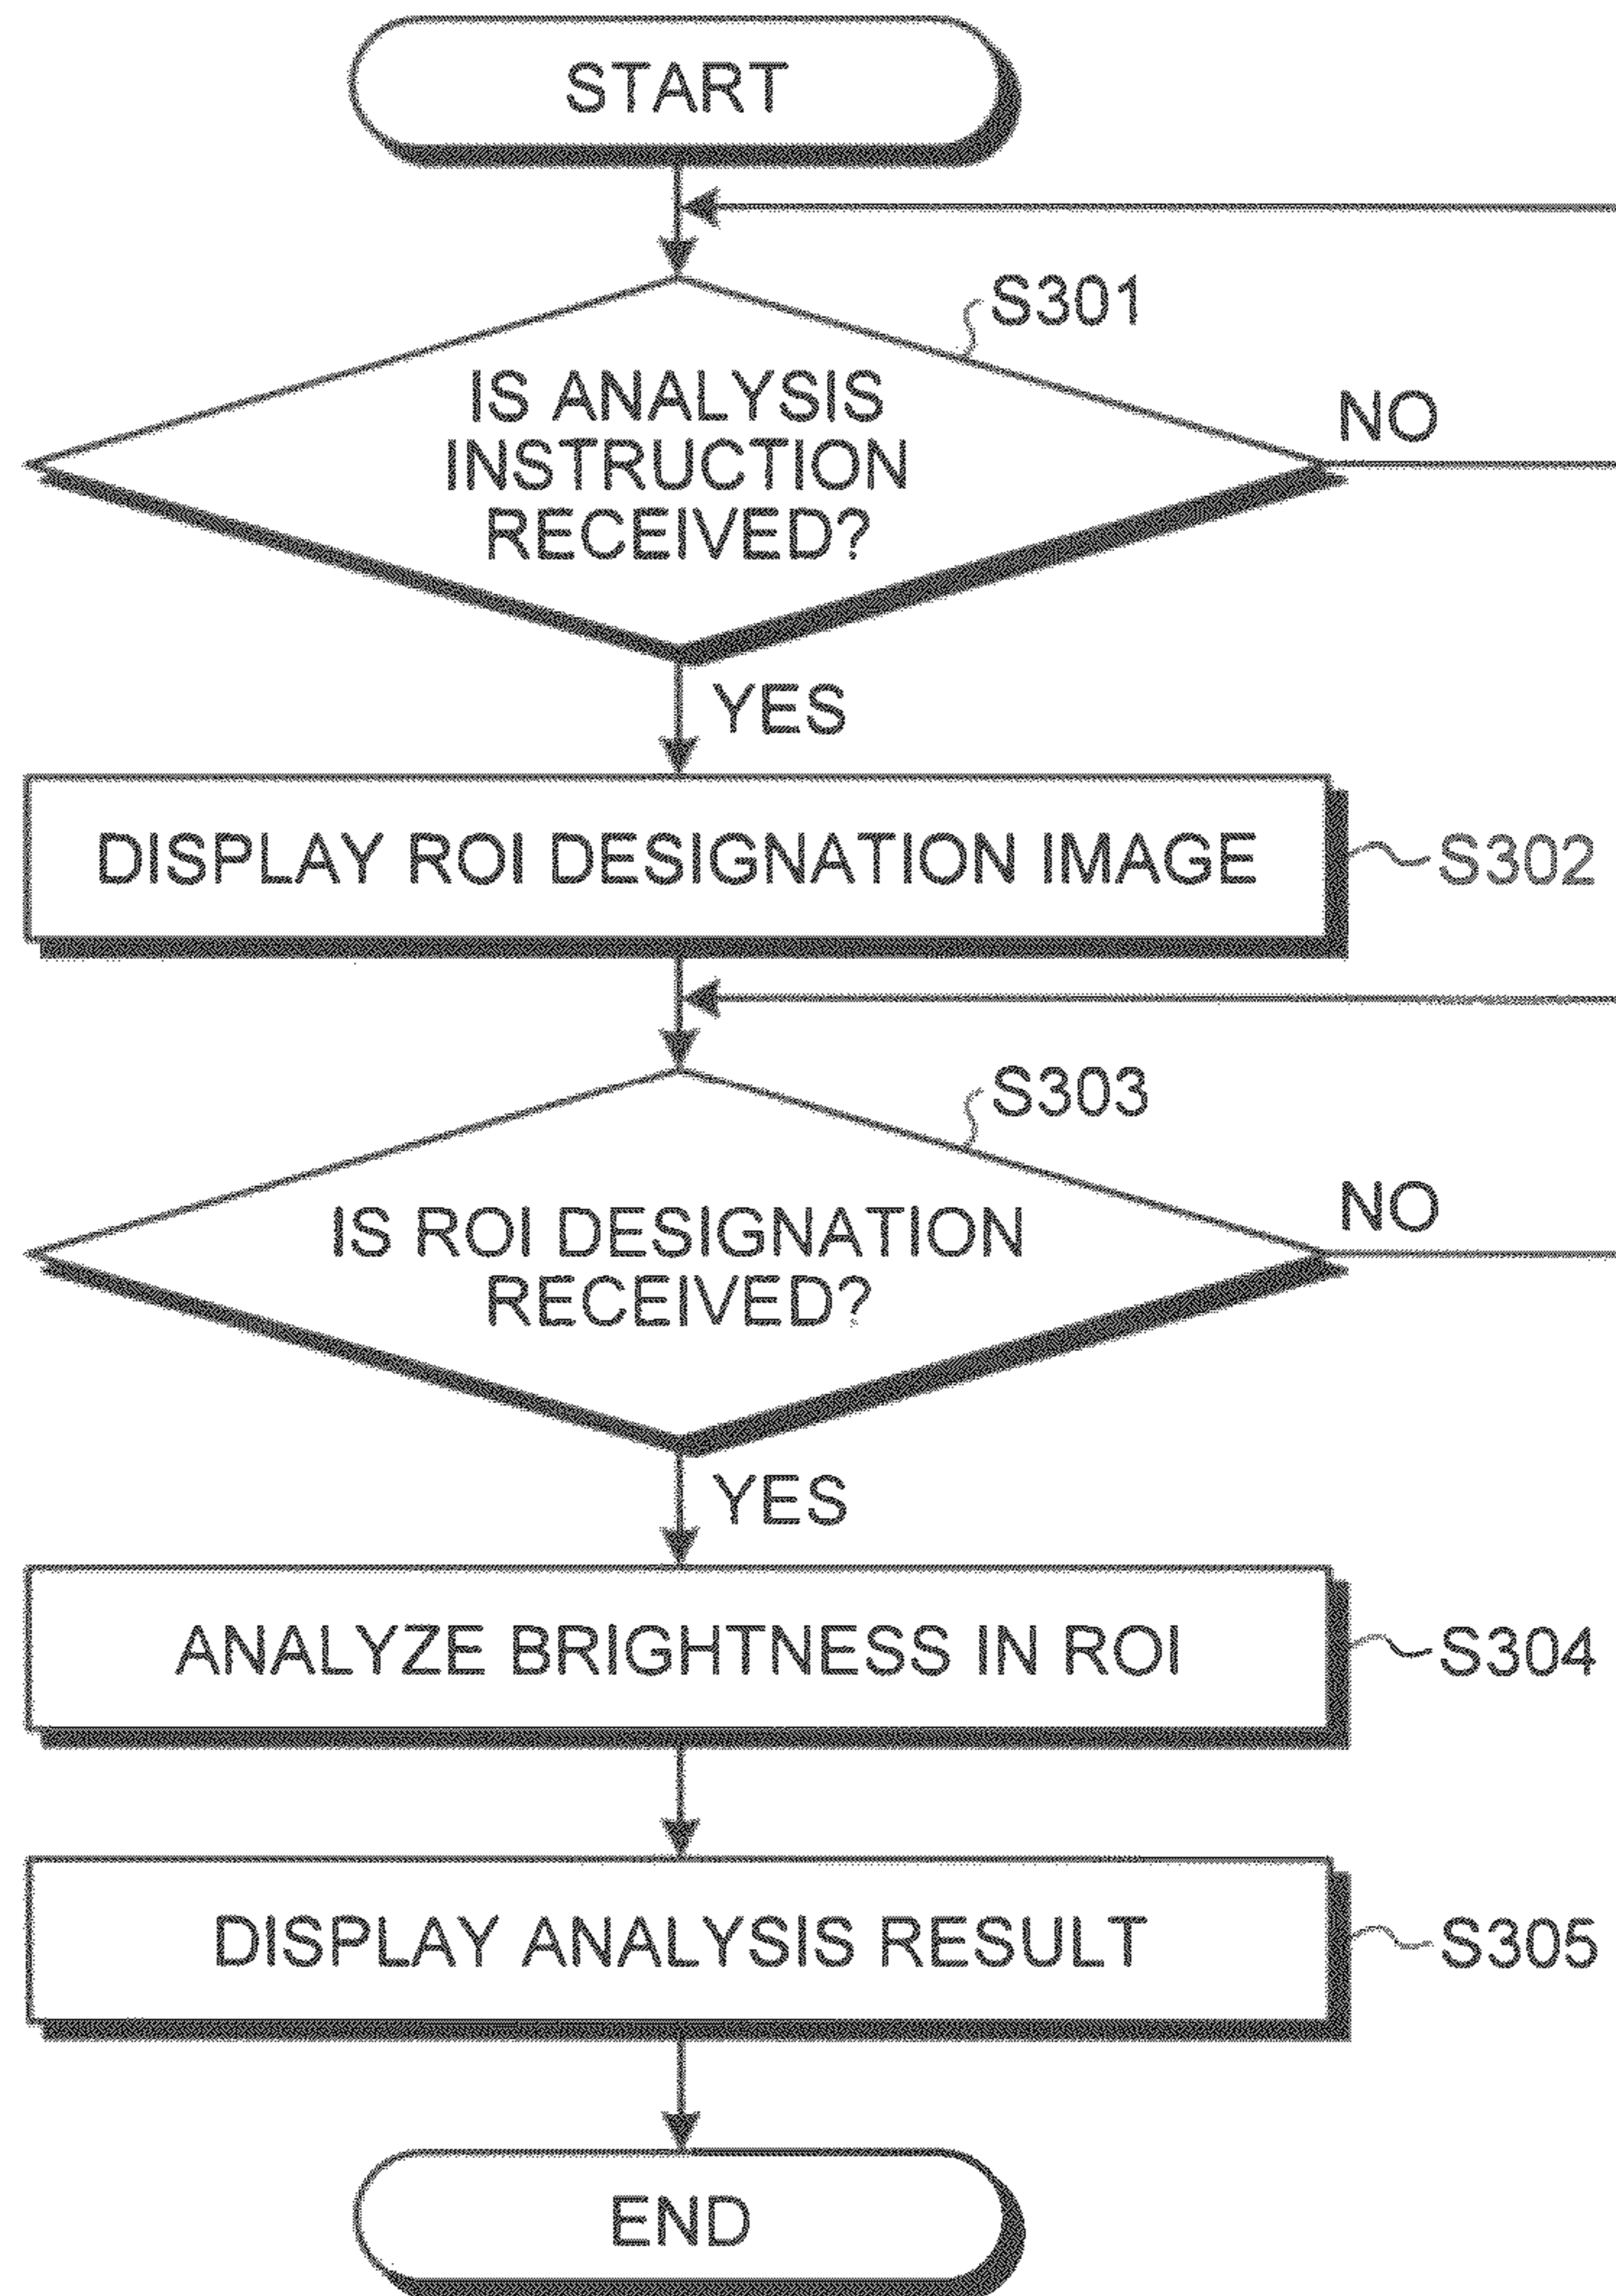 START
S301
IS ANALYSIS
INSTRUCTION
RECEIVED?
NO
YES
DISPLAY ROI DESIGNATION IMAGE
S302
S303
IS ROI DESIGNATION
RECEIVED?
NO
YES
ANALYZE BRIGHTNESS IN ROI
S304
DISPLAY ANALYSIS RESULT
S305
END